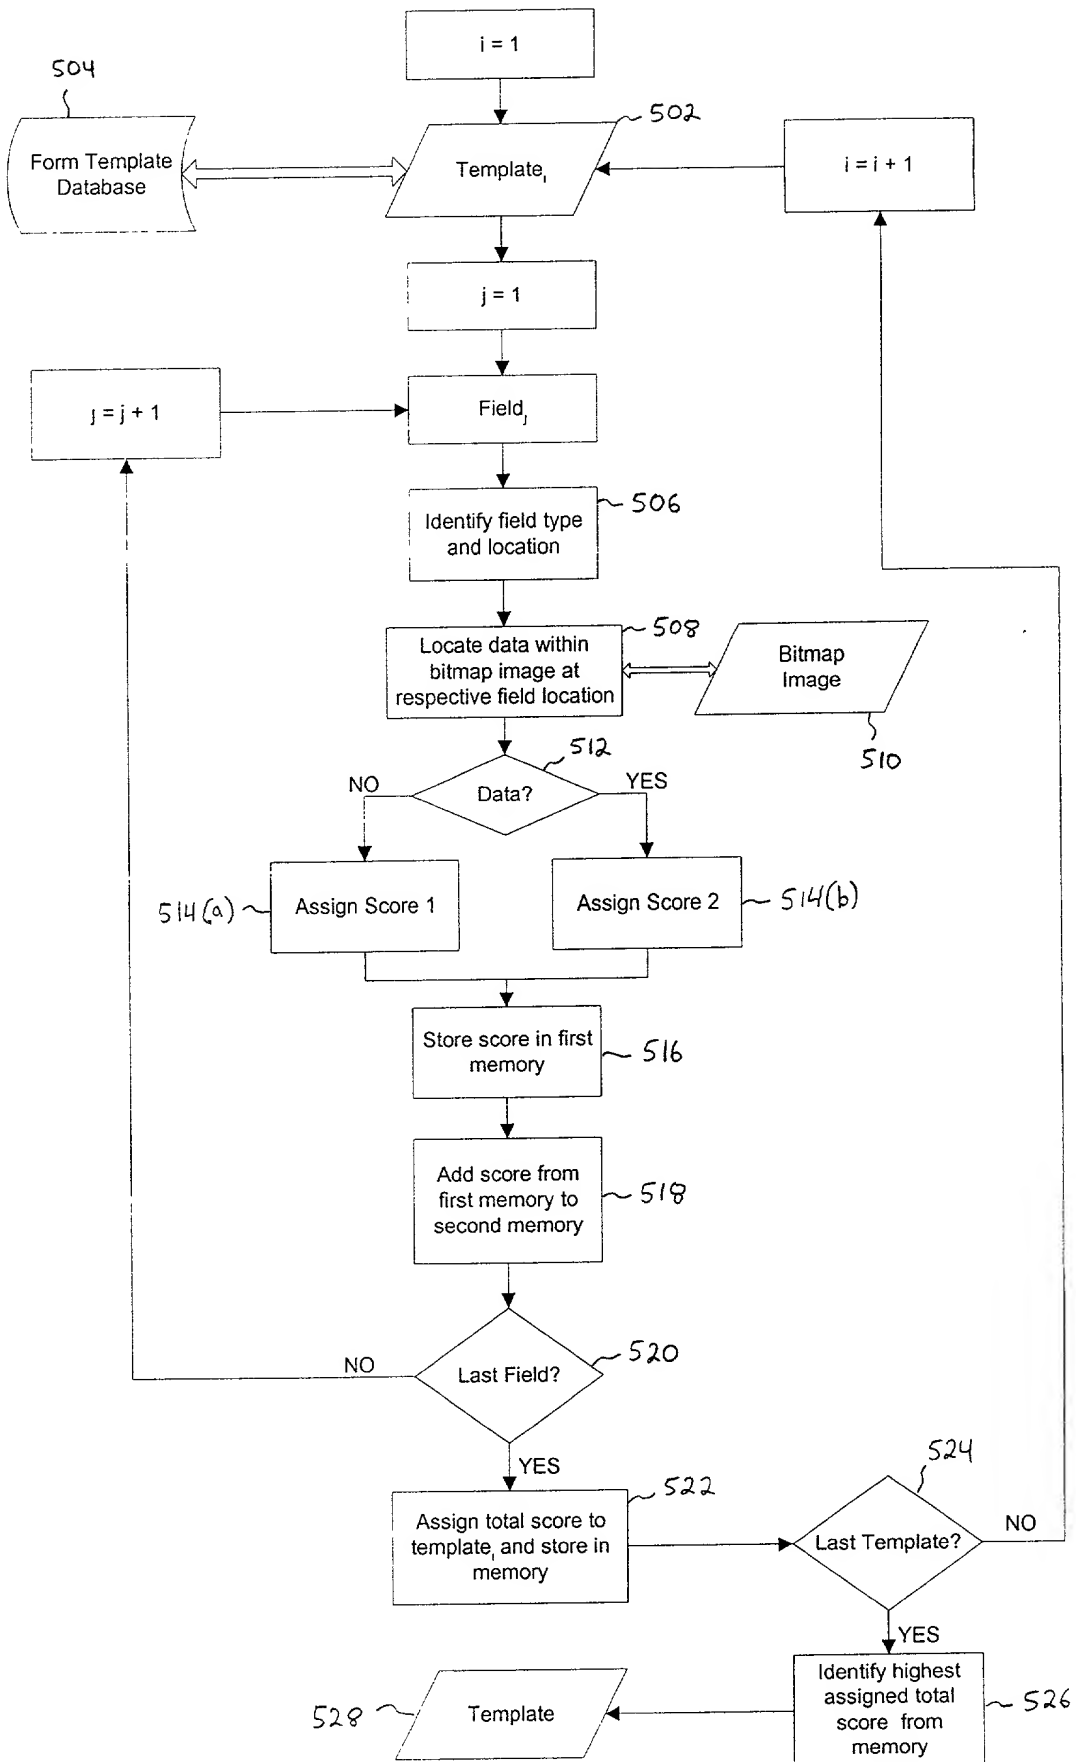 i = 1
504
502
Form Template
Database
Templateᵢ
i = i + 1
j = 1
j = j + 1
Fieldⱼ
506
Identify field type
and location
508
Locate data within
bitmap image at
respective field location
Bitmap
Image
510
512
NO
YES
Data?
514(a)
Assign Score 1
Assign Score 2
514(b)
Store score in first
memory
516
Add score from
first memory to
second memory
518
520
NO
Last Field?
YES
522
524
Assign total score to
templateᵢ and store in
memory
Last Template?
NO
YES
528
Template
Identify highest
assigned total
score from
memory
526